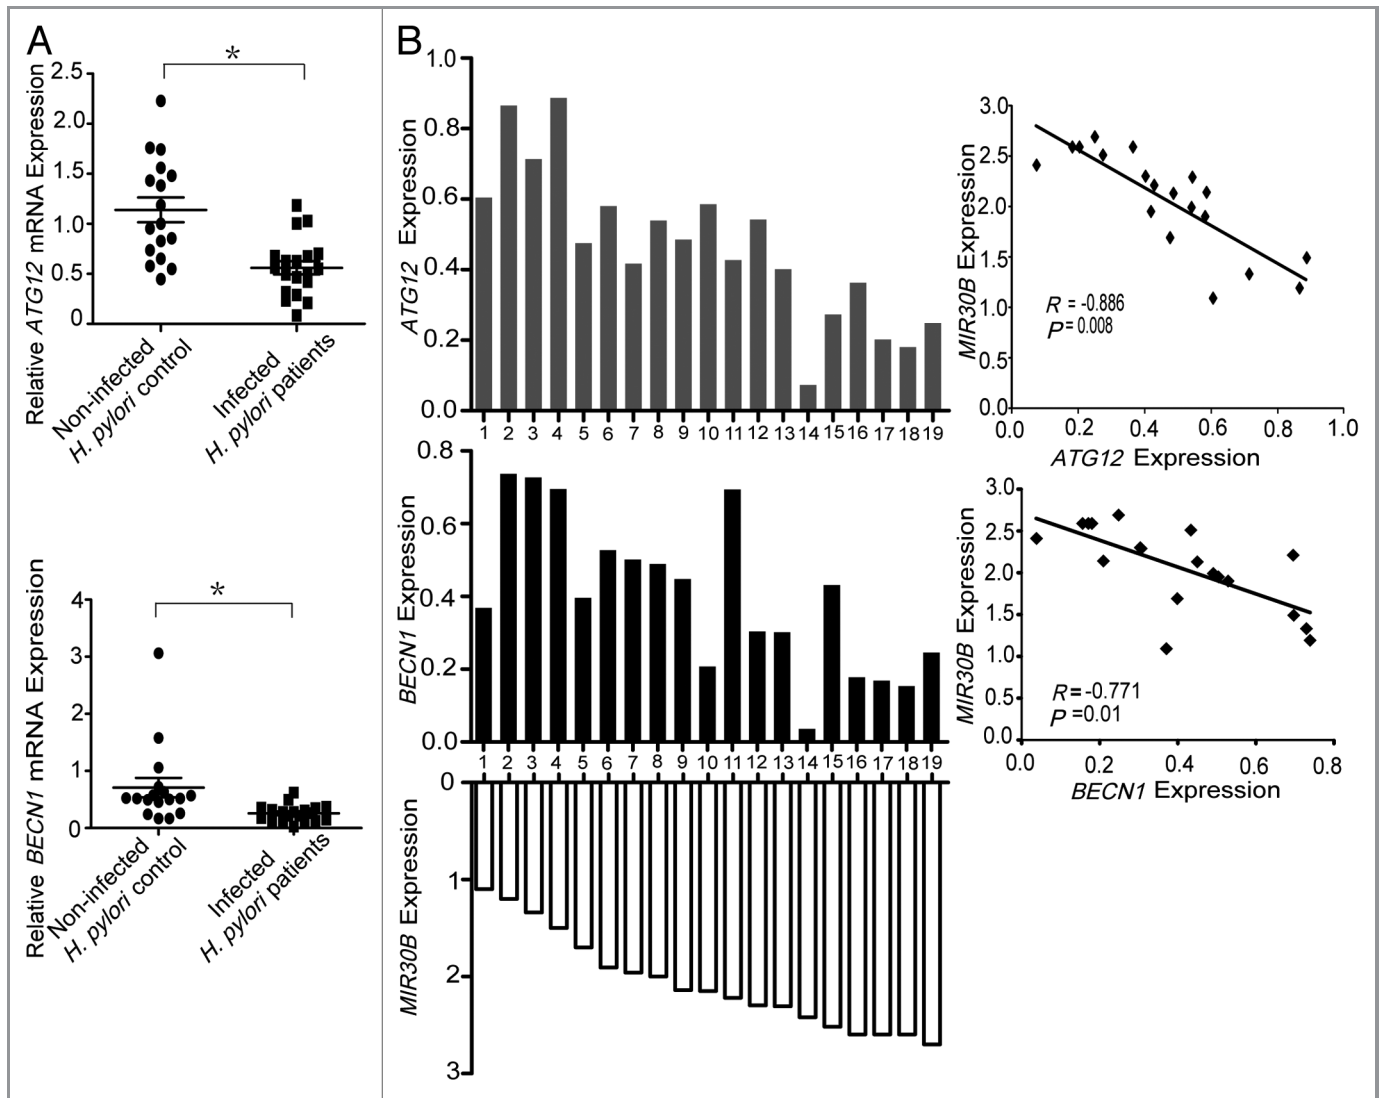 A
Relative ATG12 mRNA Expression
2.5
2.0
1.5
1.0
0.5
0
*
Non-infected
H. pylori control
Infected
H. pylori patients
Relative BECN1 mRNA Expression
4
3
2
1
0
*
Non-infected
H. pylori control
Infected
H. pylori patients
B
ATG12 Expression
1.0
0.8
0.6
0.4
0.2
0.0
1 2 3 4 5 6 7 8 9 10 11 12 13 14 15 16 17 18 19
BECN1 Expression
0.8
0.6
0.4
0.2
0.0
1 2 3 4 5 6 7 8 9 10 11 12 13 14 15 16 17 18 19
MIR30B Expression
0
1
2
3
MIR30B Expression
3.0
2.5
2.0
1.5
1.0
0.5
0.0
R = -0.886
P = 0.008
0.0 0.2 0.4 0.6 0.8 1.0
ATG12 Expression
MIR30B Expression
3.0
2.5
2.0
1.5
1.0
0.5
0.0
R = -0.771
P =0.01
0.0 0.2 0.4 0.6 0.8
BECN1 Expression